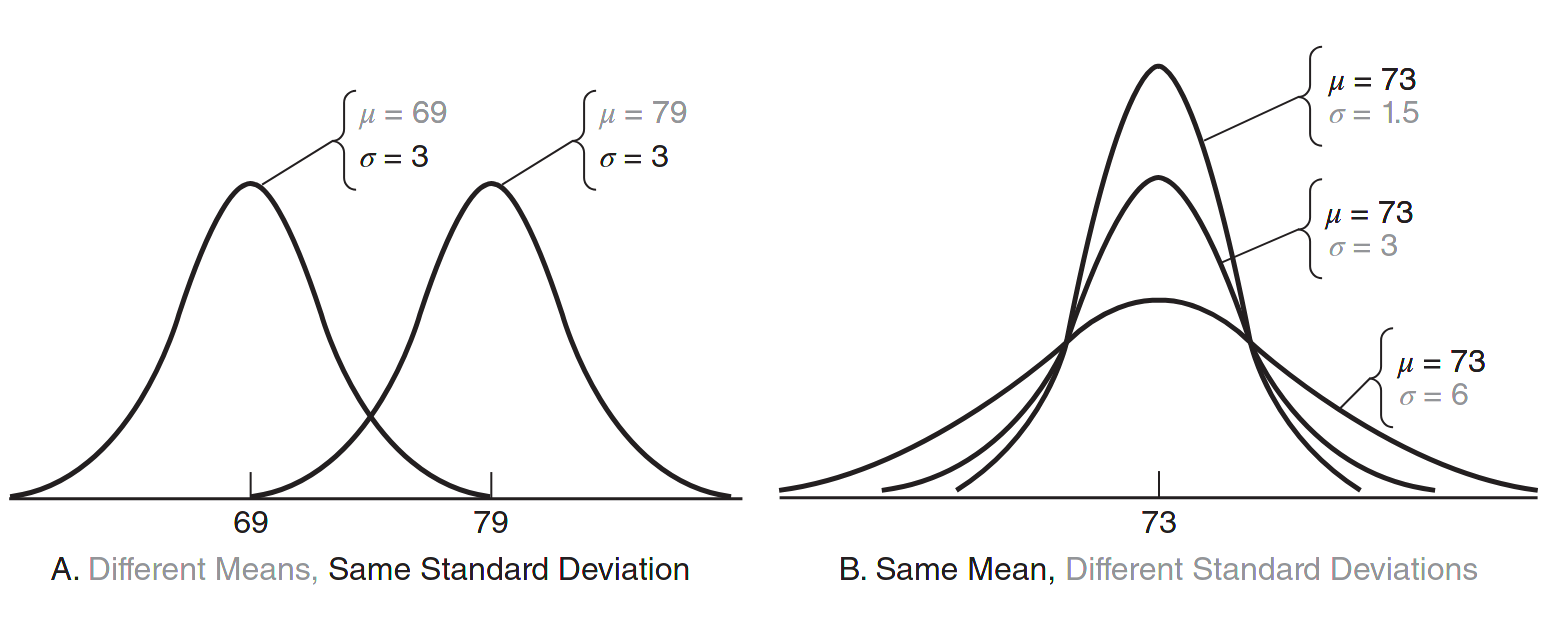 μ = 69
σ = 3
μ = 79
σ = 3
69
79
A. Different Means, Same Standard Deviation
μ = 73
σ = 1.5
μ = 73
σ = 3
μ = 73
σ = 6
73
B. Same Mean, Different Standard Deviations